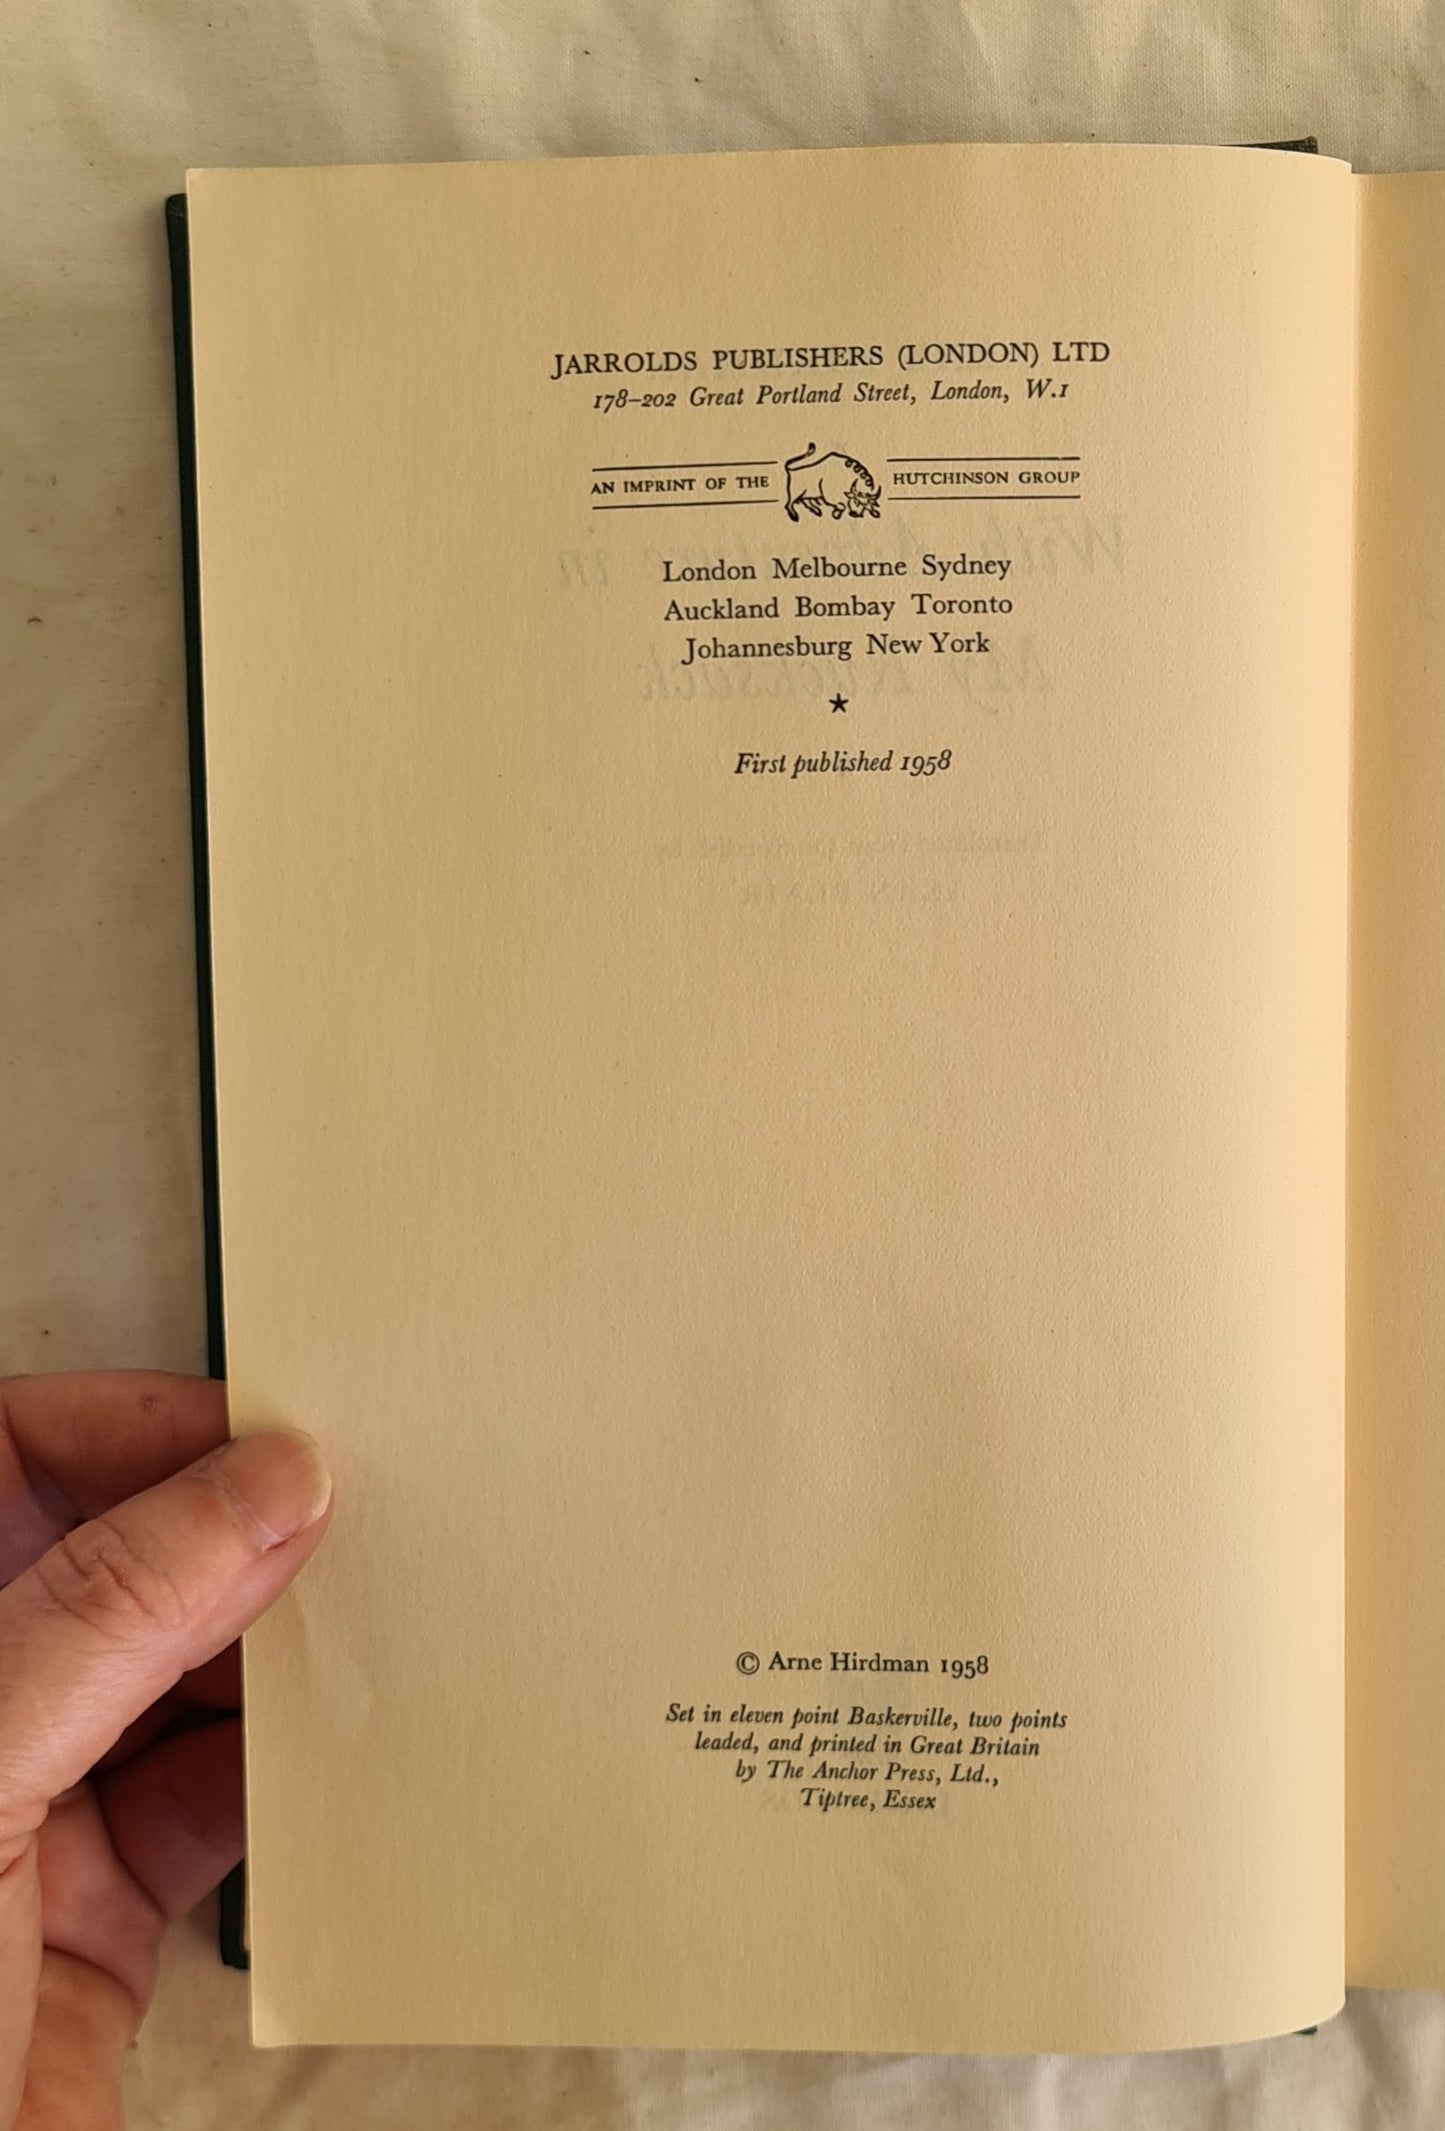 JARROLDS PUBLISHERS (LONDON) LTD
178–202 Great Portland Street, London, W.1
AN IMPRINT OF THE HUTCHINSON GROUP
London Melbourne Sydney
Auckland Bombay Toronto
Johannesburg New York
★
First published 1958
© Arne Hirdman 1958
Set in eleven point Baskerville, two points
leaded, and printed in Great Britain
by The Anchor Press, Ltd.,
Tiptree, Essex